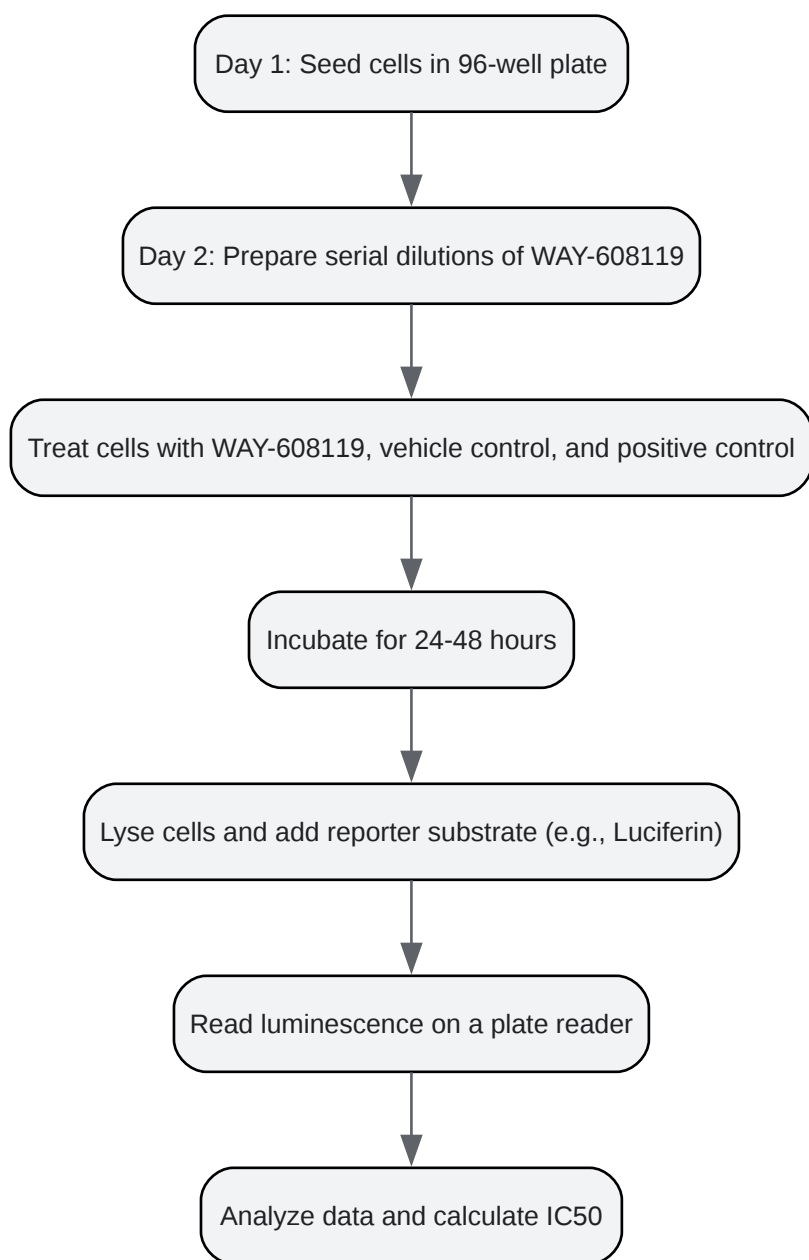 Day 1: Seed cells in 96-well plate
Day 2: Prepare serial dilutions of WAY-608119
Treat cells with WAY-608119, vehicle control, and positive control
Incubate for 24-48 hours
Lyse cells and add reporter substrate (e.g., Luciferin)
Read luminescence on a plate reader
Analyze data and calculate IC50